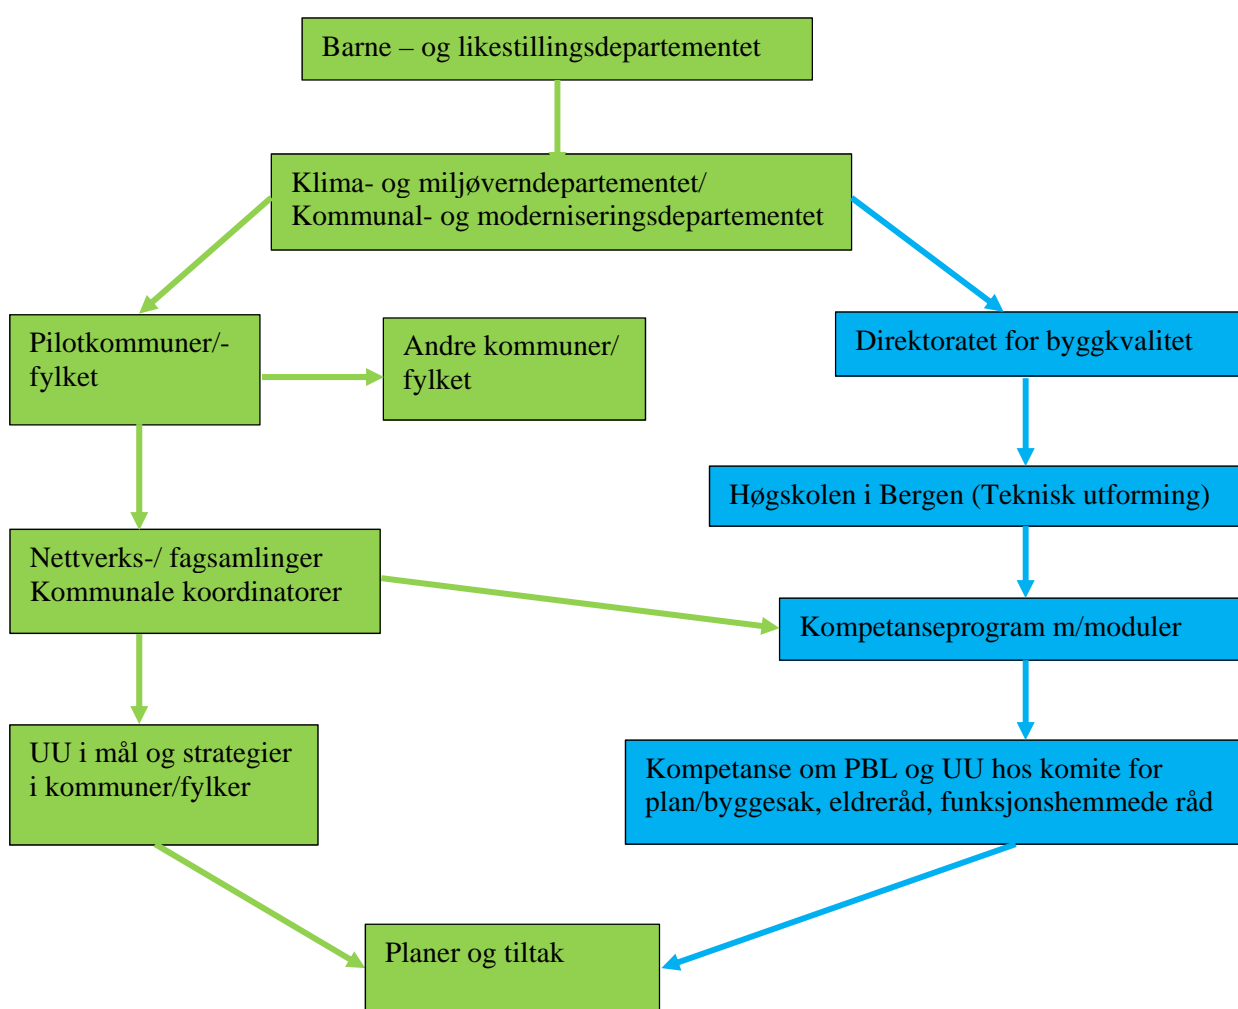 Barne – og likestillingsdepartementet
Klima- og miljøverndepartementet/
Kommunal- og moderniseringsdepartementet
Pilotkommuner/-
fylket
Andre kommuner/
fylket
Direktoratet for byggkvalitet
Høgskolen i Bergen (Teknisk utforming)
Nettverks-/ fagsamlinger
Kommunale koordinatorer
Kompetanseprogram m/moduler
UU i mål og strategier
i kommuner/fylker
Kompetanse om PBL og UU hos komite for
plan/byggesak, eldreråd, funksjonshemmede råd
Planer og tiltak